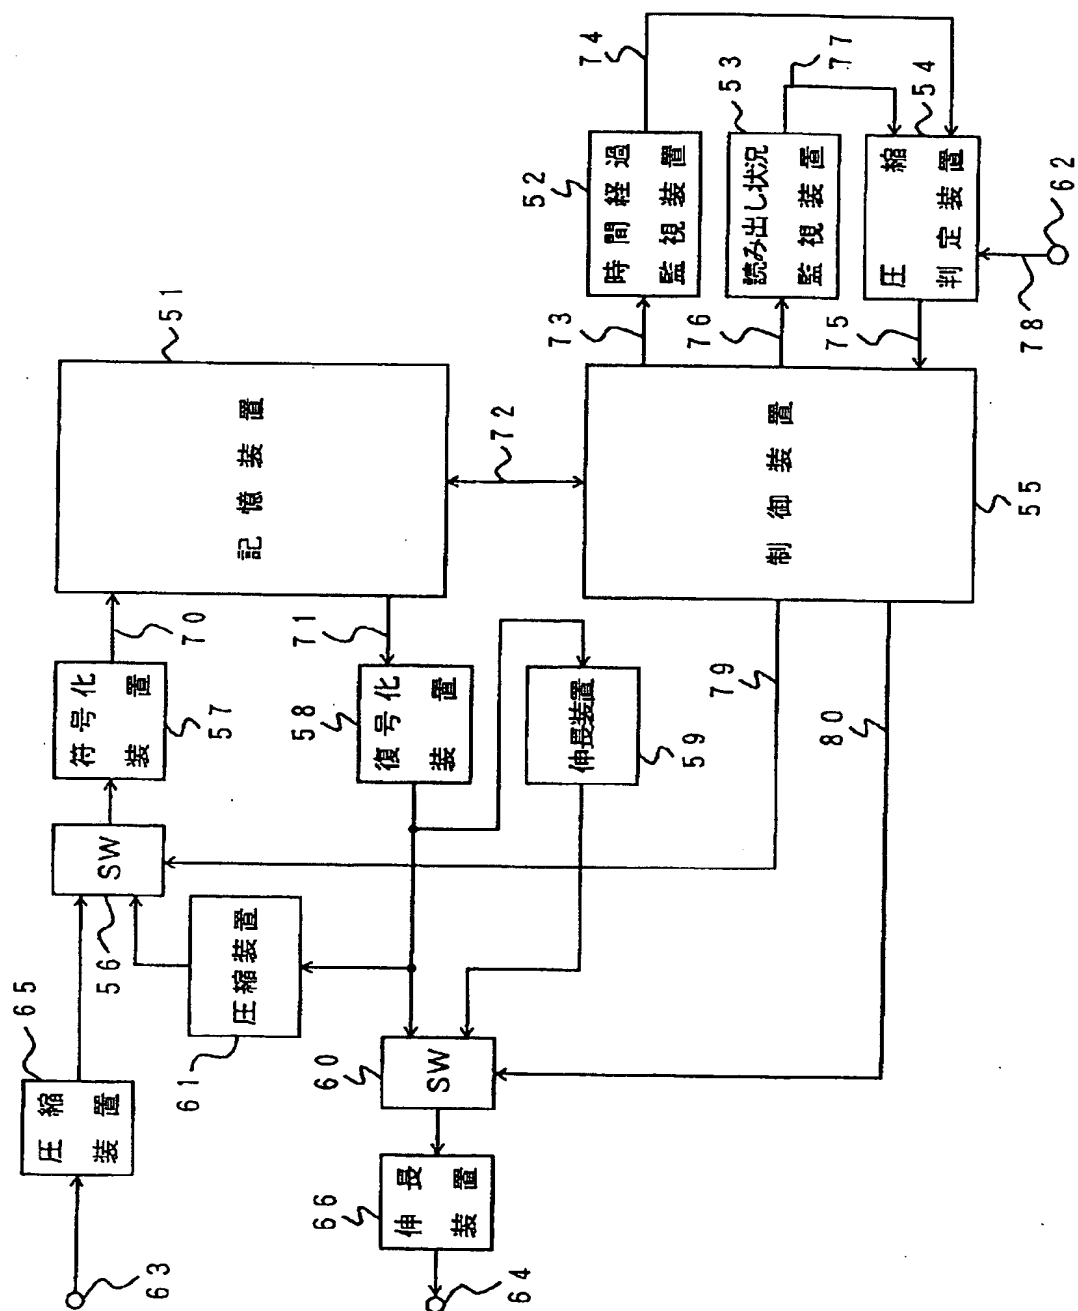 63
圧縮
装置
65
SW
56
符号化
装置
57
70
記憶装置
51
61
圧縮装置
64
伸長
装置
66
SW
60
復号化
装置
58
71
伸長装置
59
72
79
80
制御装置
55
73
時間経過
監視装置
52
74
76
読み出し状況
監視装置
53
77
75
圧縮
判定装置
54
78
62